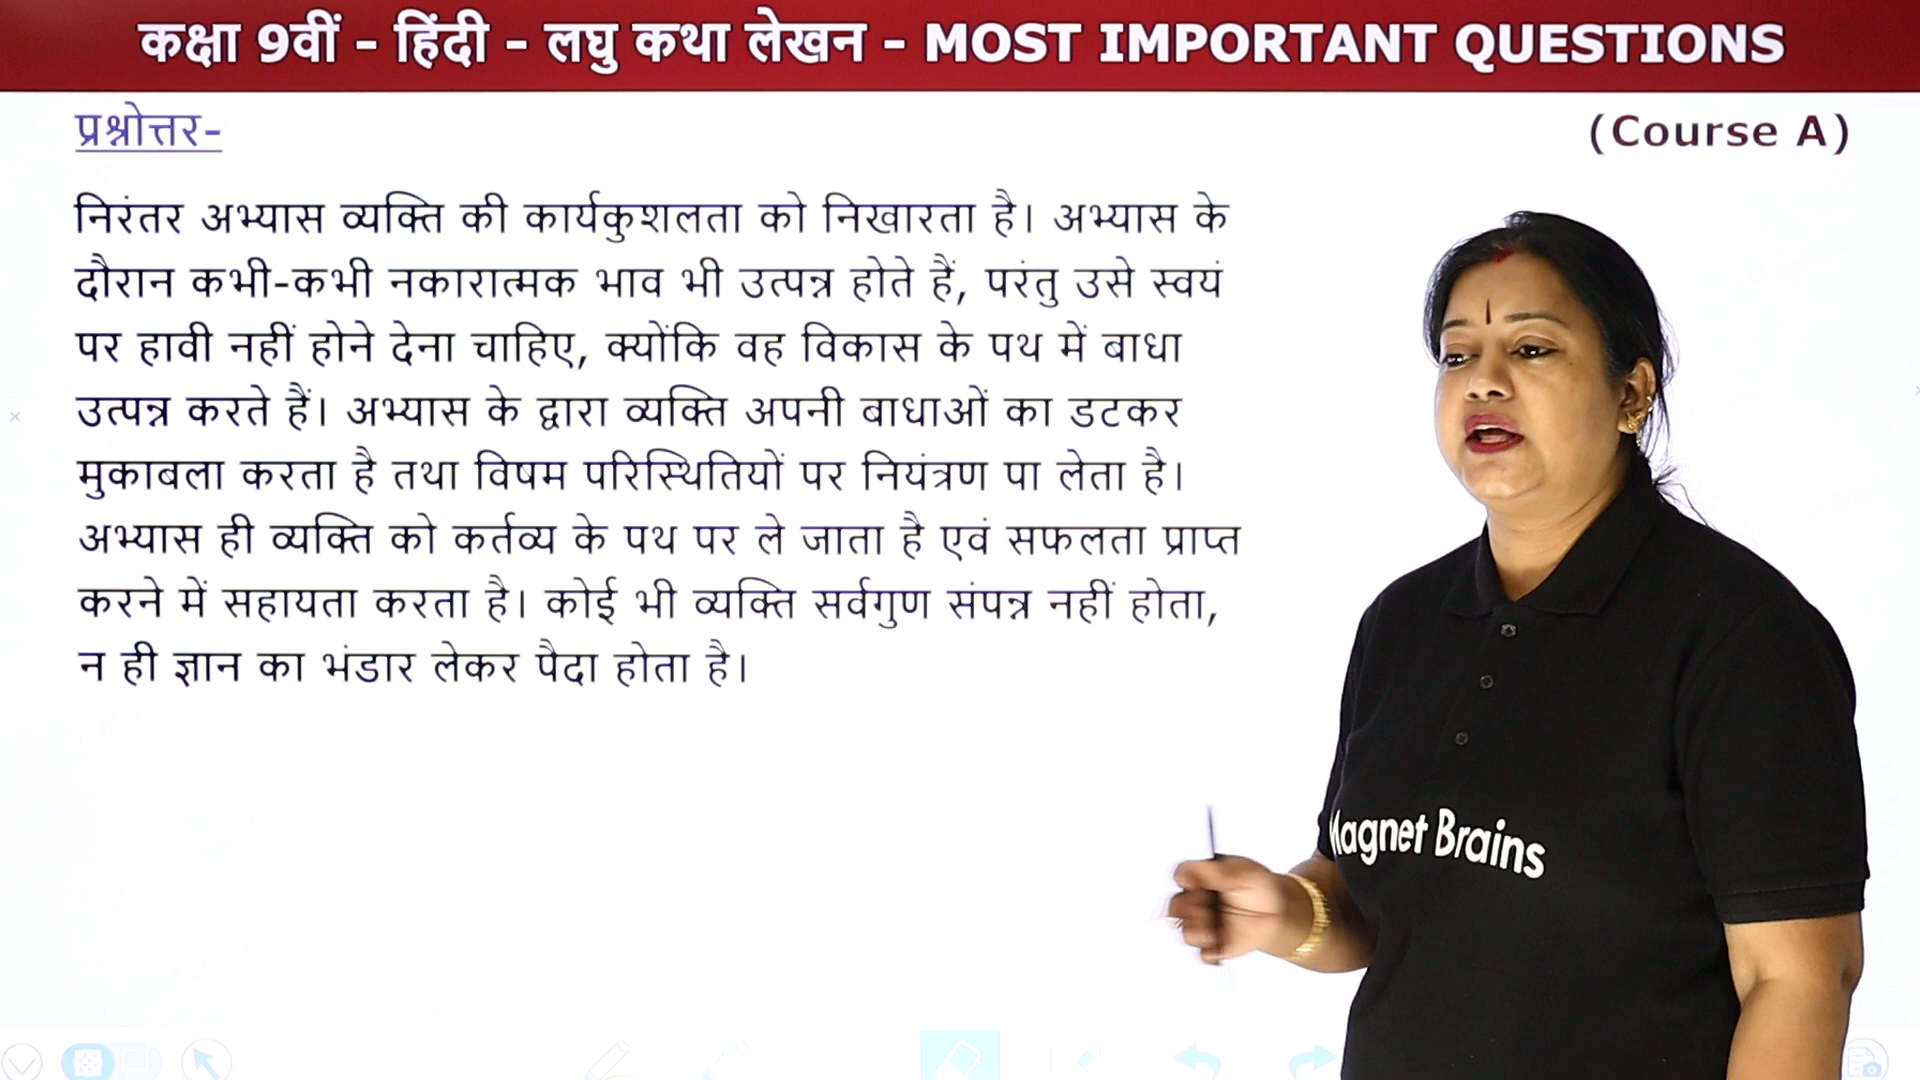 कक्षा 9वीं – हिंदी – लघु कथा लेखन – MOST IMPORTANT QUESTIONS
प्रश्नोत्तर-
(Course A)
निरंतर अभ्यास व्यक्ति की कार्यकुशलता को निखारता है। अभ्यास के
दौरान कभी-कभी नकारात्मक भाव भी उत्पन्न होते हैं, परंतु उसे स्वयं
पर हावी नहीं होने देना चाहिए, क्योंकि वह विकास के पथ में बाधा
उत्पन्न करते हैं। अभ्यास के द्वारा व्यक्ति अपनी बाधाओं का डटकर
मुकाबला करता है तथा विषम परिस्थितियों पर नियंत्रण पा लेता है।
अभ्यास ही व्यक्ति को कर्तव्य के पथ पर ले जाता है एवं सफलता प्राप्त
करने में सहायता करता है। कोई भी व्यक्ति सर्वगुण संपन्न नहीं होता,
न ही ज्ञान का भंडार लेकर पैदा होता है।
Magnet Brains